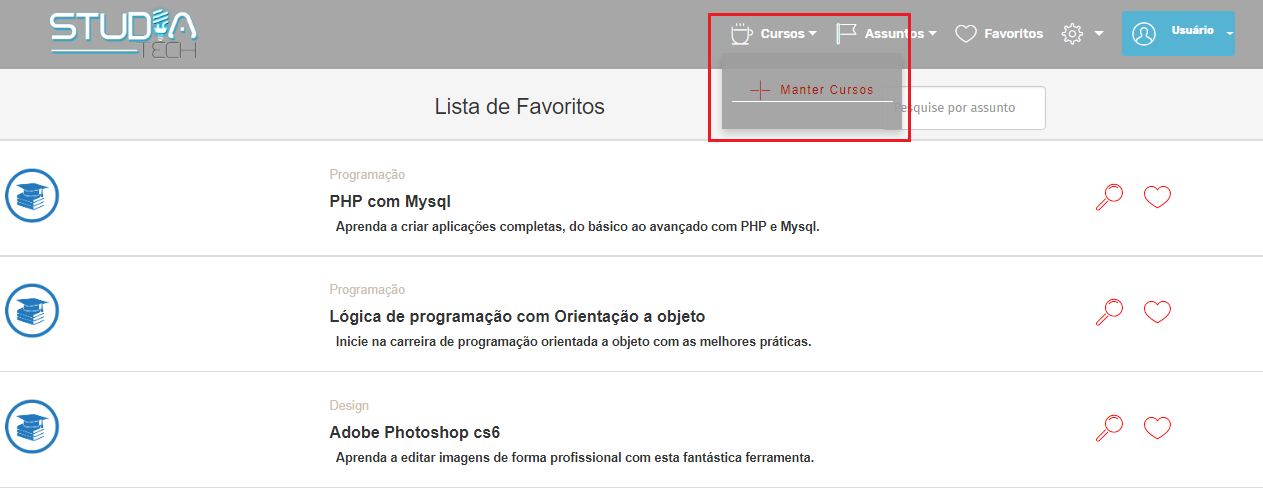 STUDIA
TECH
Cursos
Assuntos
Favoritos
Usuário
Manter Cursos
Lista de Favoritos
esquise por assunto
Programação
PHP com Mysql
Aprenda a criar aplicações completas, do básico ao avançado com PHP e Mysql.
Programação
Lógica de programação com Orientação a objeto
Inicie na carreira de programação orientada a objeto com as melhores práticas.
Design
Adobe Photoshop cs6
Aprenda a editar imagens de forma profissional com esta fantástica ferramenta.